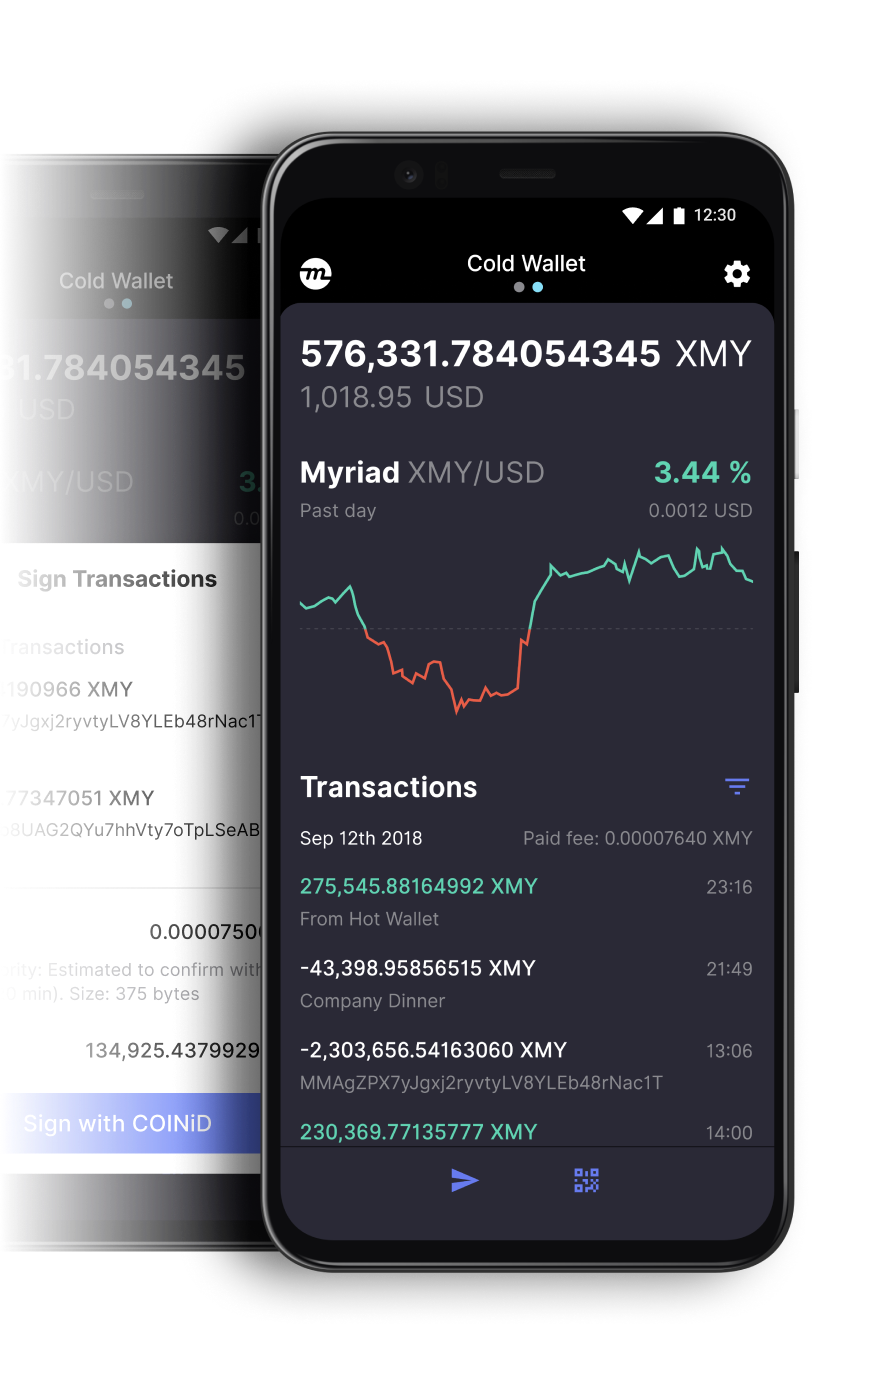 12:30
Cold Wallet
576,331.784054345 XMY
1,018.95 USD
Myriad XMY/USD 3.44 %
Past day 0.0012 USD
Transactions
Sep 12th 2018 Paid fee: 0.00007640 XMY
275,545.88164992 XMY 23:16
From Hot Wallet
-43,398.95856515 XMY 21:49
Company Dinner
-2,303,656.54163060 XMY 13:06
MMAgZPX7yJgxj2ryvtyLV8YLEb48rNac1T
230,369.77135777 XMY 14:00
Cold Wallet
31.784054345
USD
XMY/USD 3.
0.0
Sign Transactions
Transactions
190966 XMY
7yJgxj2ryvtyLV8YLEb48rNac1T
77347051 XMY
8UAG2QYu7hhVty7oTpLSeAB
0.0000750
Estimated to confirm with
min). Size: 375 bytes
134,925.4379929
Sign with COINiD